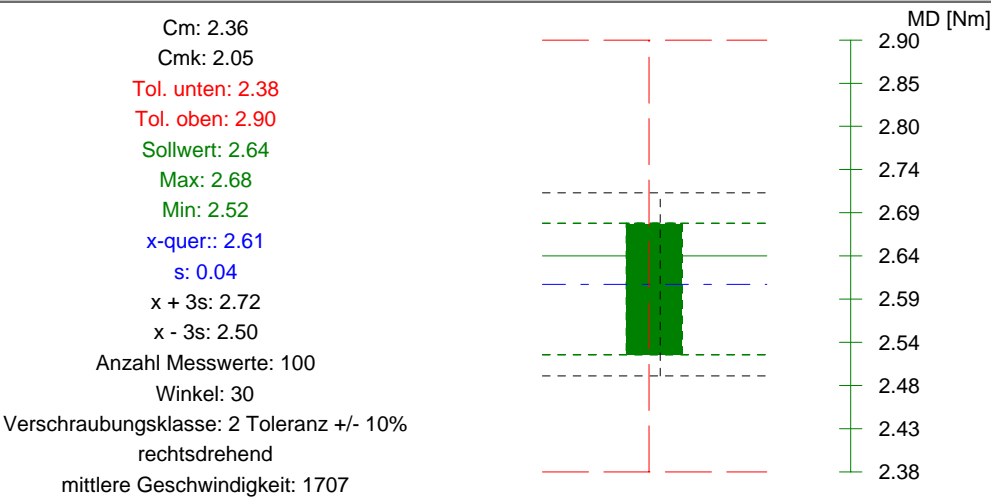 Cm: 2.36
Cmk: 2.05
Tol. unten: 2.38
Tol. oben: 2.90
Sollwert: 2.64
Max: 2.68
Min: 2.52
x-quer:: 2.61
s: 0.04
x + 3s: 2.72
x - 3s: 2.50
Anzahl Messwerte: 100
Winkel: 30
Verschraubungsklasse: 2 Toleranz +/- 10%
rechtsdrehend
mittlere Geschwindigkeit: 1707
MD [Nm]
2.90
2.85
2.80
2.74
2.69
2.64
2.59
2.54
2.48
2.43
2.38